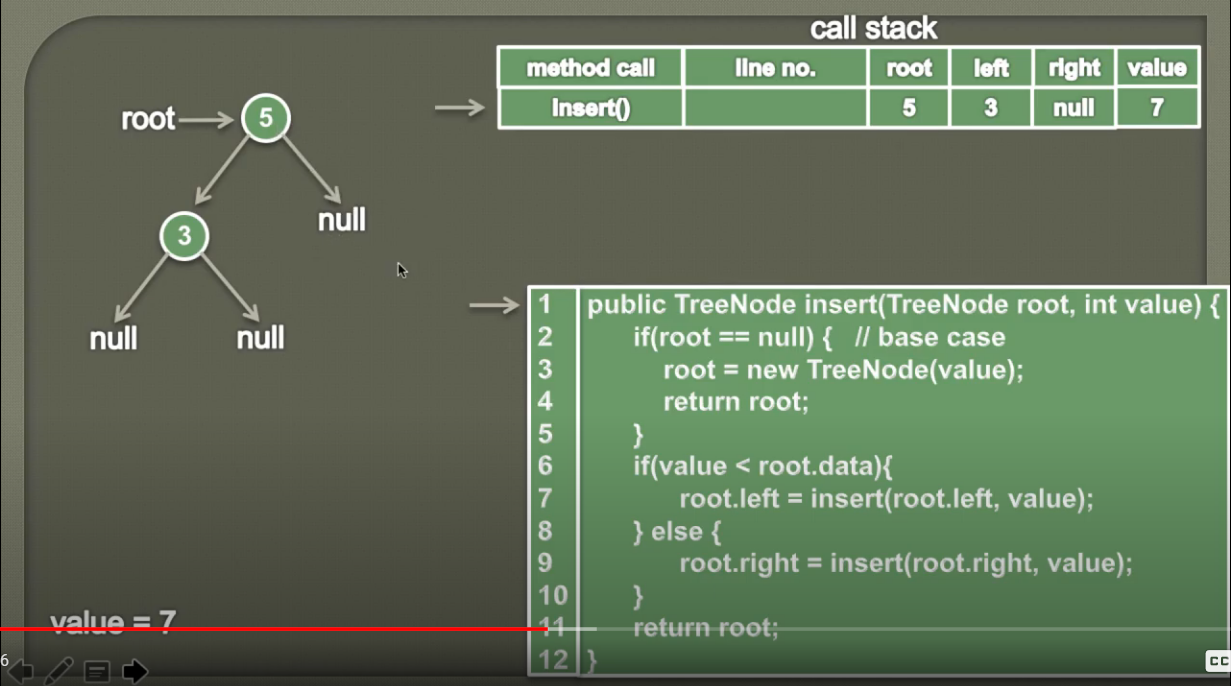 call stack
method call line no. root left right value
insert() 5 3 null 7
root 5
null
3
null null
1 public TreeNode insert(TreeNode root, int value) {
2 if(root == null) { // base case
3 root = new TreeNode(value);
4 return root;
5 }
6 if(value < root.data){
7 root.left = insert(root.left, value);
8 } else {
9 root.right = insert(root.right, value);
10 }
11 return root;
12 }
value = 7
6
CC